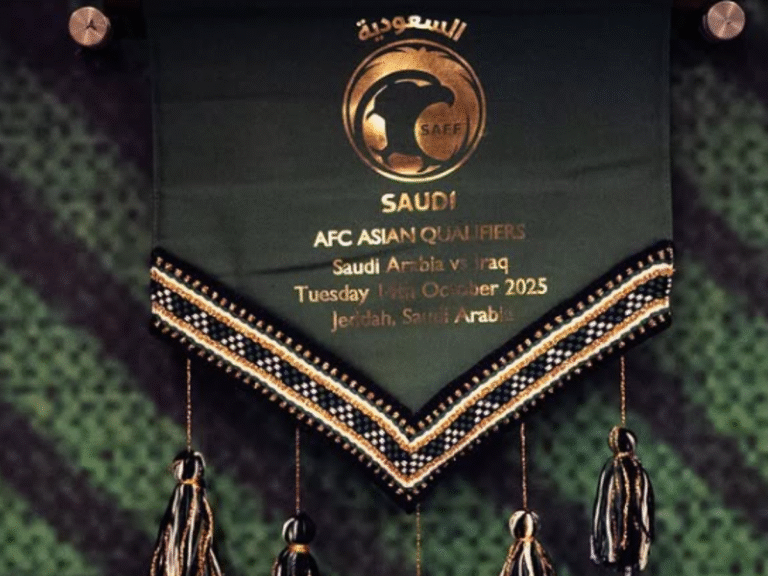 السعودية
SAFF
SAUDI
AFC ASIAN QUALIFIERS
Saudi Arabia vs Iraq
Tuesday 14th October 2025
Jeddah, Saudi Arabia